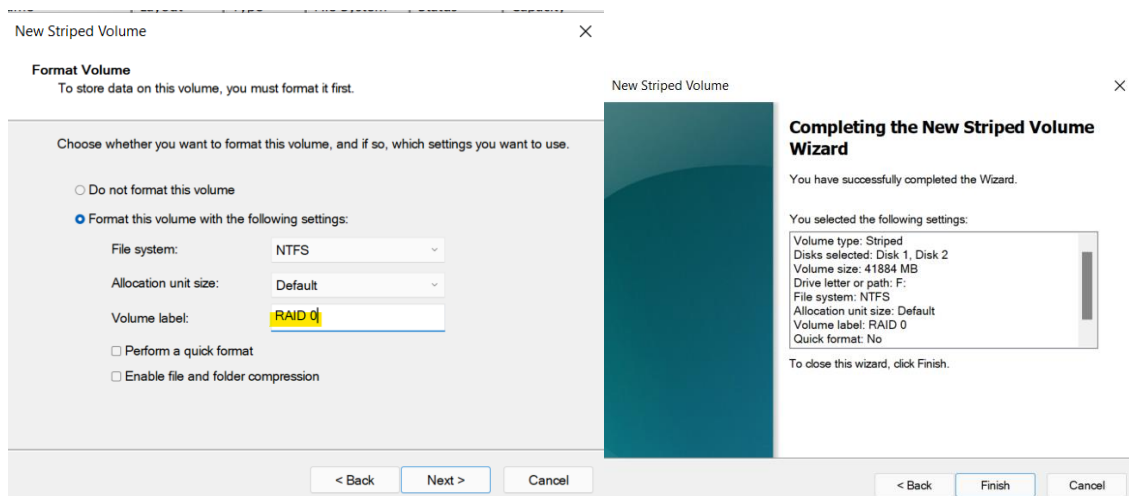 New Striped Volume
Format Volume
To store data on this volume, you must format it first.
Choose whether you want to format this volume, and if so, which settings you want to use.
Do not format this volume
Format this volume with the following settings:
File system: NTFS
Allocation unit size: Default
Volume label: RAID 0
Perform a quick format
Enable file and folder compression
< Back Next > Cancel
New Striped Volume
Completing the New Striped Volume
Wizard
You have successfully completed the Wizard.
You selected the following settings:
Volume type: Striped
Disks selected: Disk 1, Disk 2
Volume size: 41884 MB
Drive letter or path: F:
File system: NTFS
Allocation unit size: Default
Volume label: RAID 0
Quick format: No
To close this wizard, click Finish.
< Back Finish Cancel